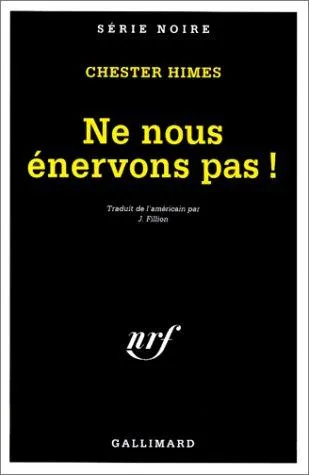 SÉRIE NOIRE
CHESTER HIMES
Ne nous
énervons pas !
Traduit de l'américain par
J. Fillion
nrf
GALLIMARD